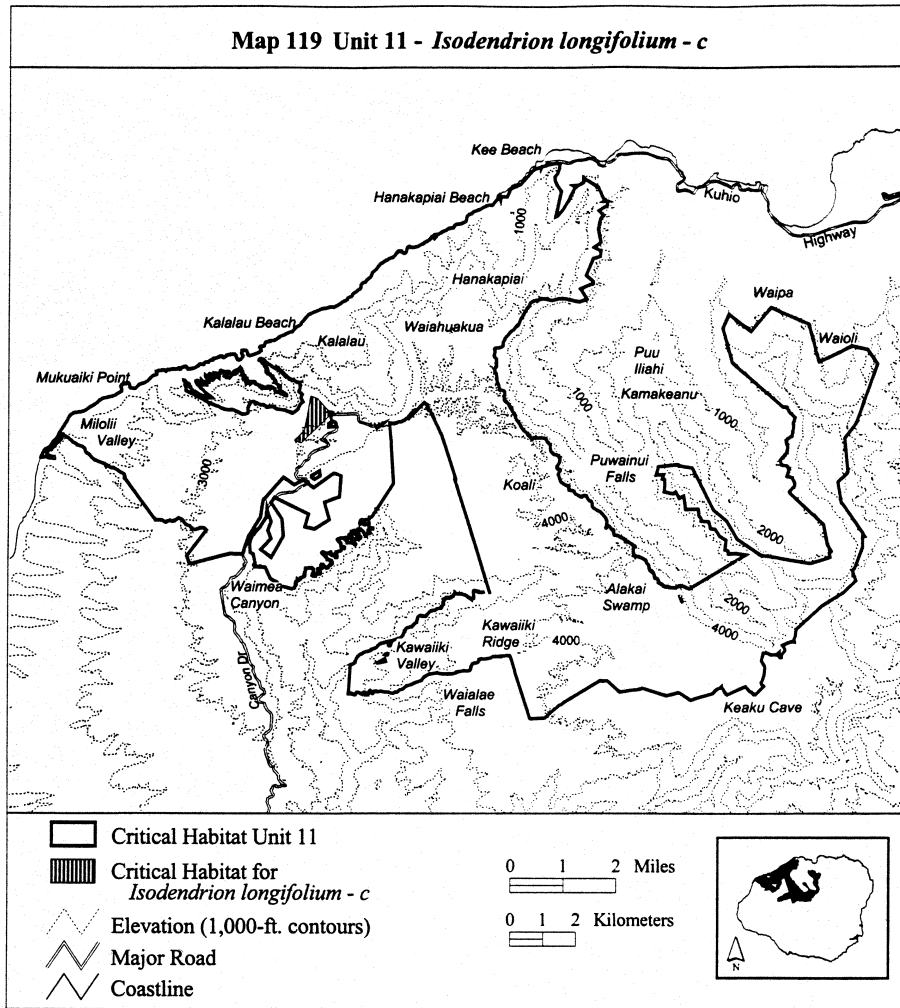 Map 119 Unit 11 - Isodendrion longifolium - c
Kee Beach
Hanakapiai Beach
Kuhio
Highway
1000
Hanakapiai
Waipa
Kalalau Beach
Waiahuakua
Kalalau
Waioli
Puu
Iliahi
Mukuaiki Point
Kamakeanu
1000
1000
Milolii
Valley
3000
Puwainui
Falls
Koali
4000
2000
Waimea
Canyon
Alakai
Swamp
2000
4000
Kawaiiki
Ridge
4000
Kawaiiki
Valley
Canyon Dr
Waialae
Falls
Keaku Cave
Critical Habitat Unit 11
Critical Habitat for
Isodendrion longifolium - c
Elevation (1,000-ft. contours)
Major Road
Coastline
0 1 2 Miles
0 1 2 Kilometers
N